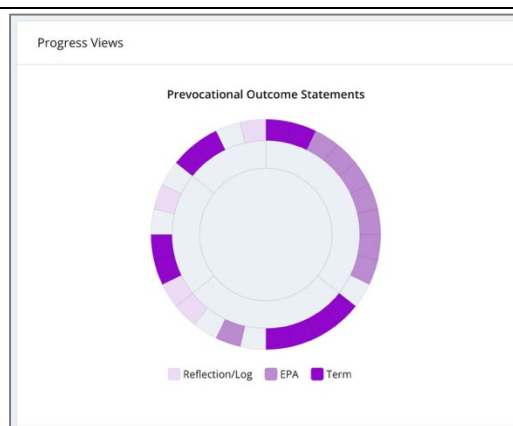 Progress Views
Prevocational Outcome Statements
Reflection/Log EPA Term